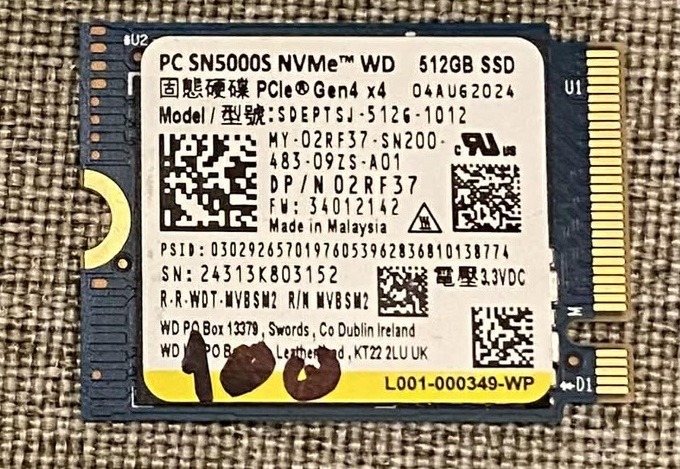 U2
PC SN5000S NVMe™ WD 512GB SSD
固態硬碟 PCIe® Gen4 x4 04AUG2024
U1
Model / 型號:SDEPTSJ-512G-1012
MY-02RF37-SN200-
483-09ZS-A01
DP/N 02RF37
FW: 34012142
Made in Malaysia
PSID: 03029265701976053962836810138774
SN: 24313K803152
電壓 3.3VDC
R-R-WDT-MVBSM2 R/N MVBSM2
M
WD PO Box 13379, Swords, Co Dublin Ireland
WD PO KT22 2LU UK
100
L001-000349-WP
D1